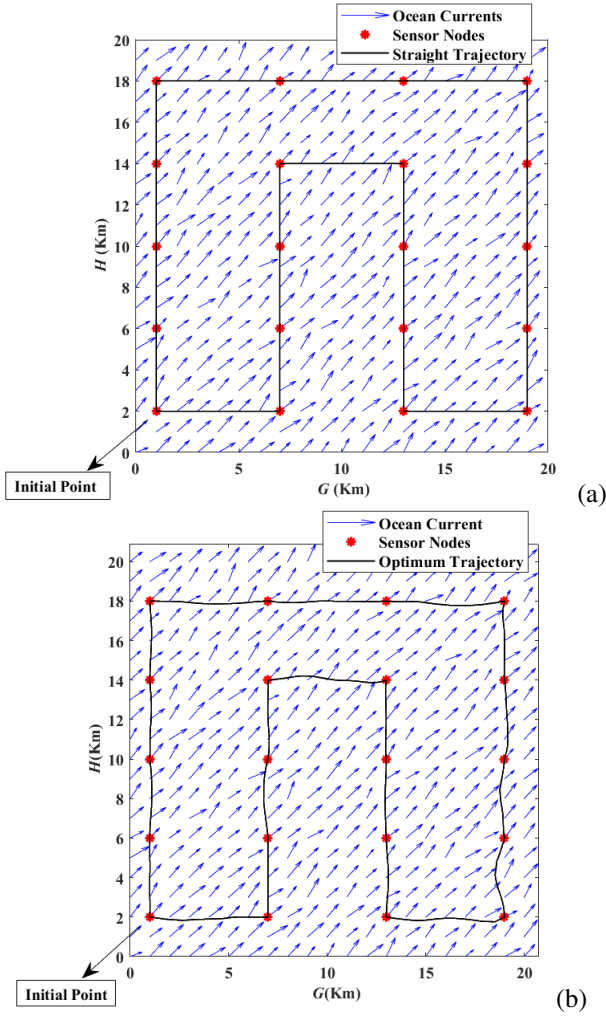 Ocean Currents
Sensor Nodes
Straight Trajectory
20
18
16
14
12
10
8
6
4
2
0
H (Km)
0 5 10 15 20
G (Km)
Initial Point
(a)
Ocean Current
Sensor Nodes
Optimum Trajectory
20
18
16
14
12
10
8
6
4
2
0
H(Km)
0 5 10 15 20
G(Km)
Initial Point
(b)